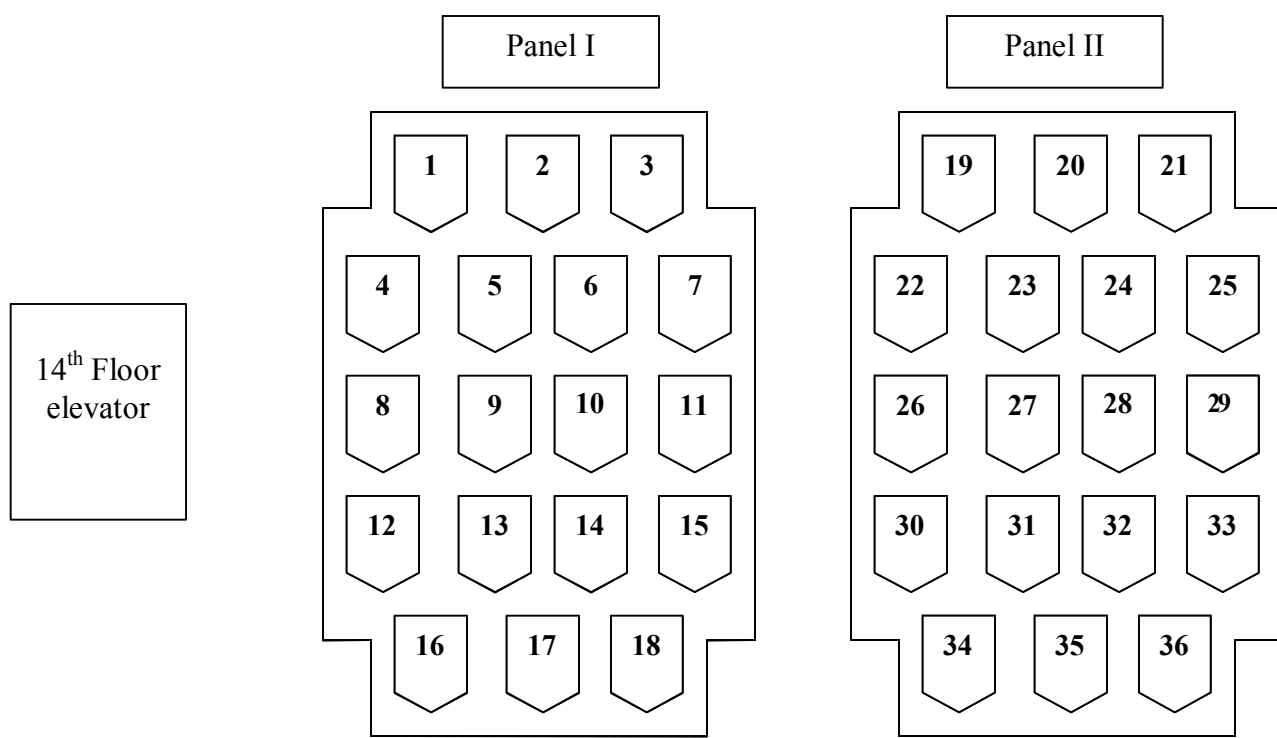 Panel I
Panel II
1 2 3
19 20 21
4 5 6 7
22 23 24 25
14th Floor
elevator
8 9 10 11
26 27 28 29
12 13 14 15
30 31 32 33
16 17 18
34 35 36